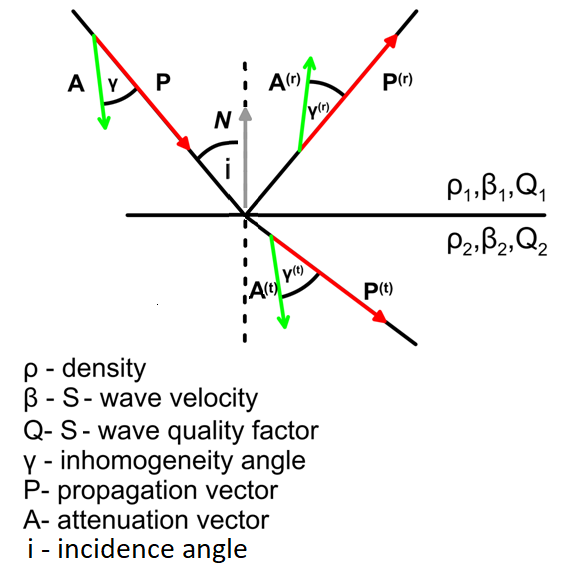 A γ P
A(r) P(r)
N
γ(r)
i
ρ1,β1,Q1
ρ2,β2,Q2
γ(t)
A(t) P(t)
ρ - density
β - S - wave velocity
Q- S - wave quality factor
γ - inhomogeneity angle
P- propagation vector
A- attenuation vector
i - incidence angle